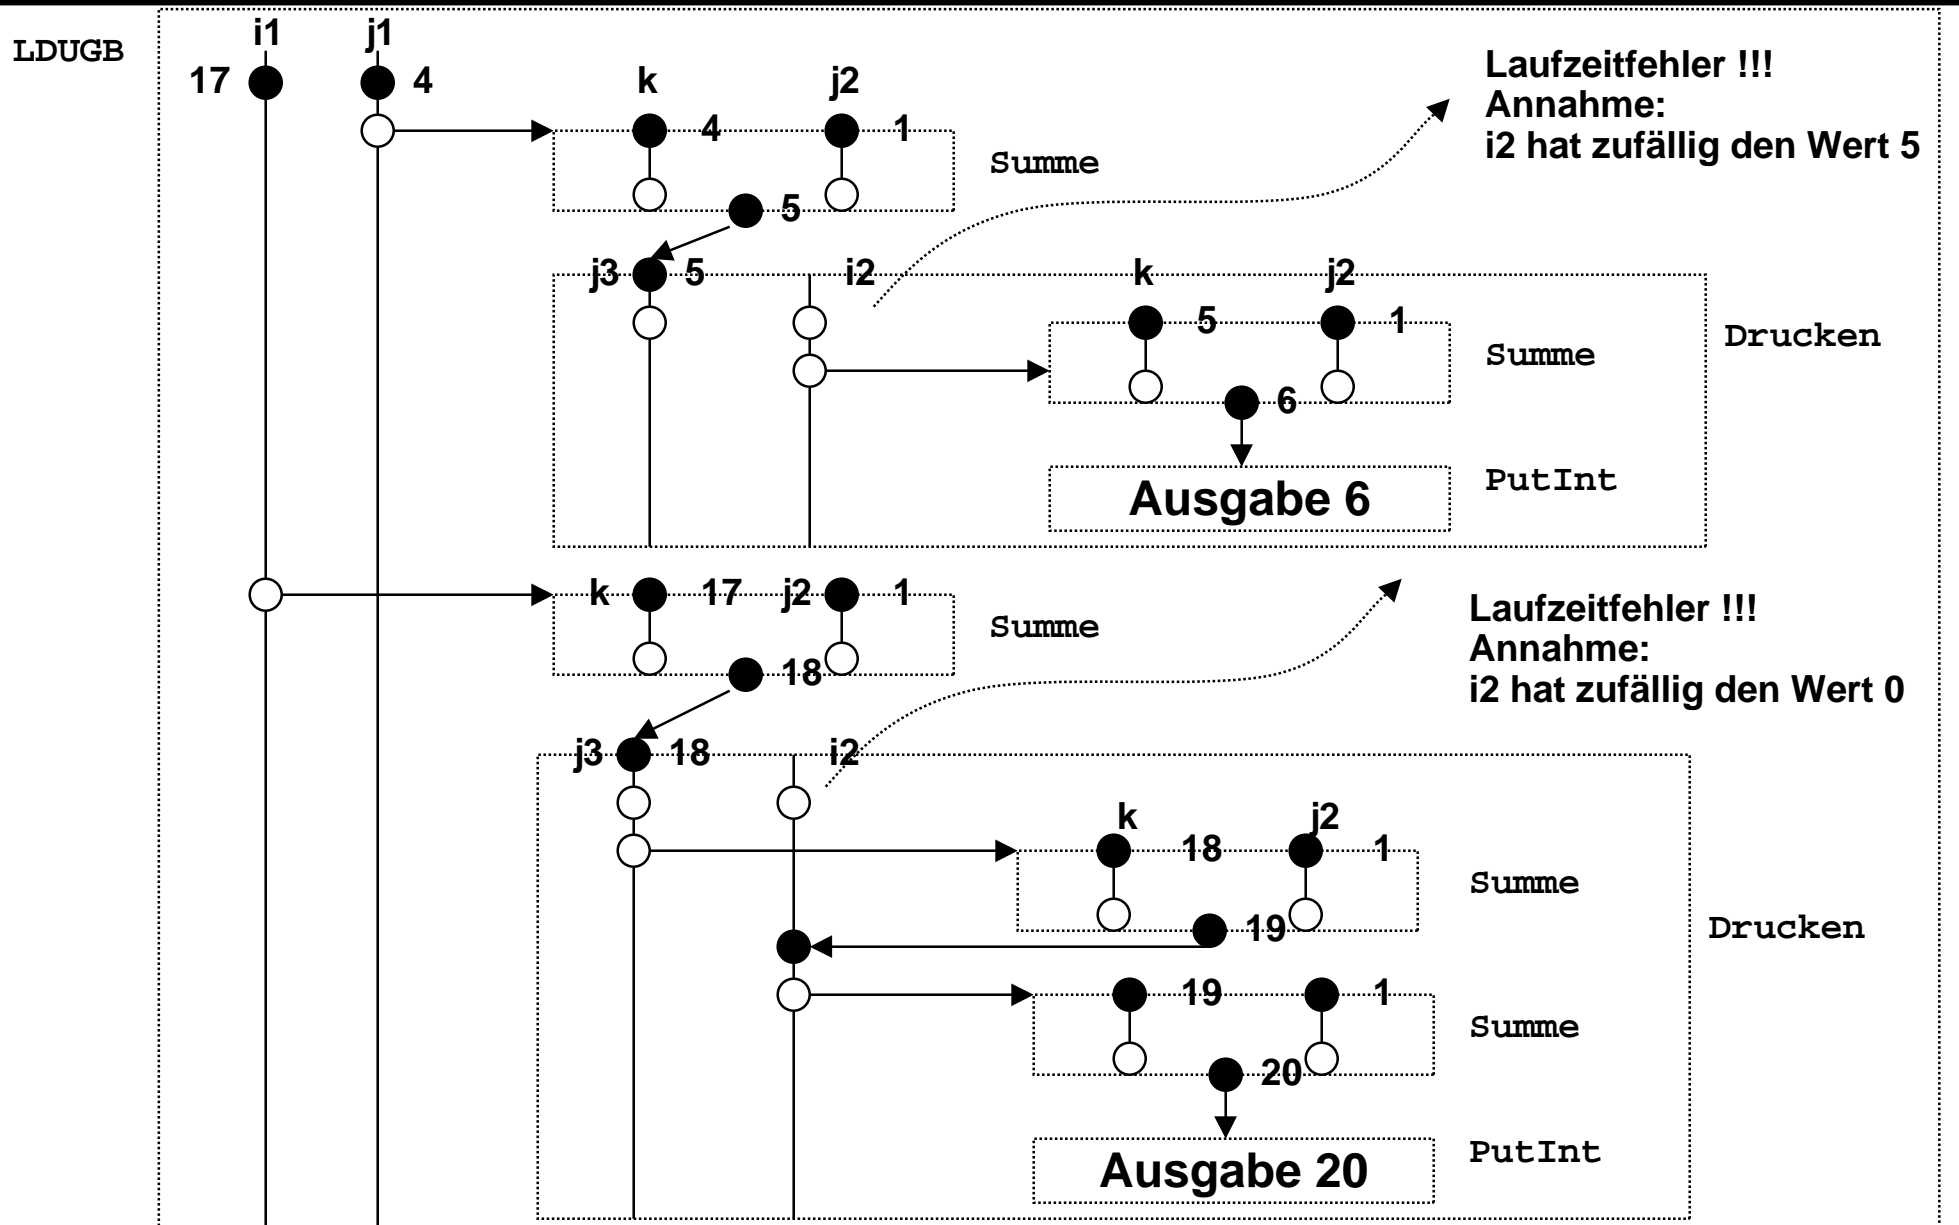 LDUGB
i1 j1
17 4
k j2
4 1
Summe
5
Laufzeitfehler !!!
Annahme:
i2 hat zufällig den Wert 5
j3 5 i2
k j2
5 1
Summe
Drucken
6
PutInt
Ausgabe 6
k 17 j2 1
Summe
18
Laufzeitfehler !!!
Annahme:
i2 hat zufällig den Wert 0
j3 18 i2
k j2
18 1
Summe
19
Drucken
19 1
Summe
20
PutInt
Ausgabe 20